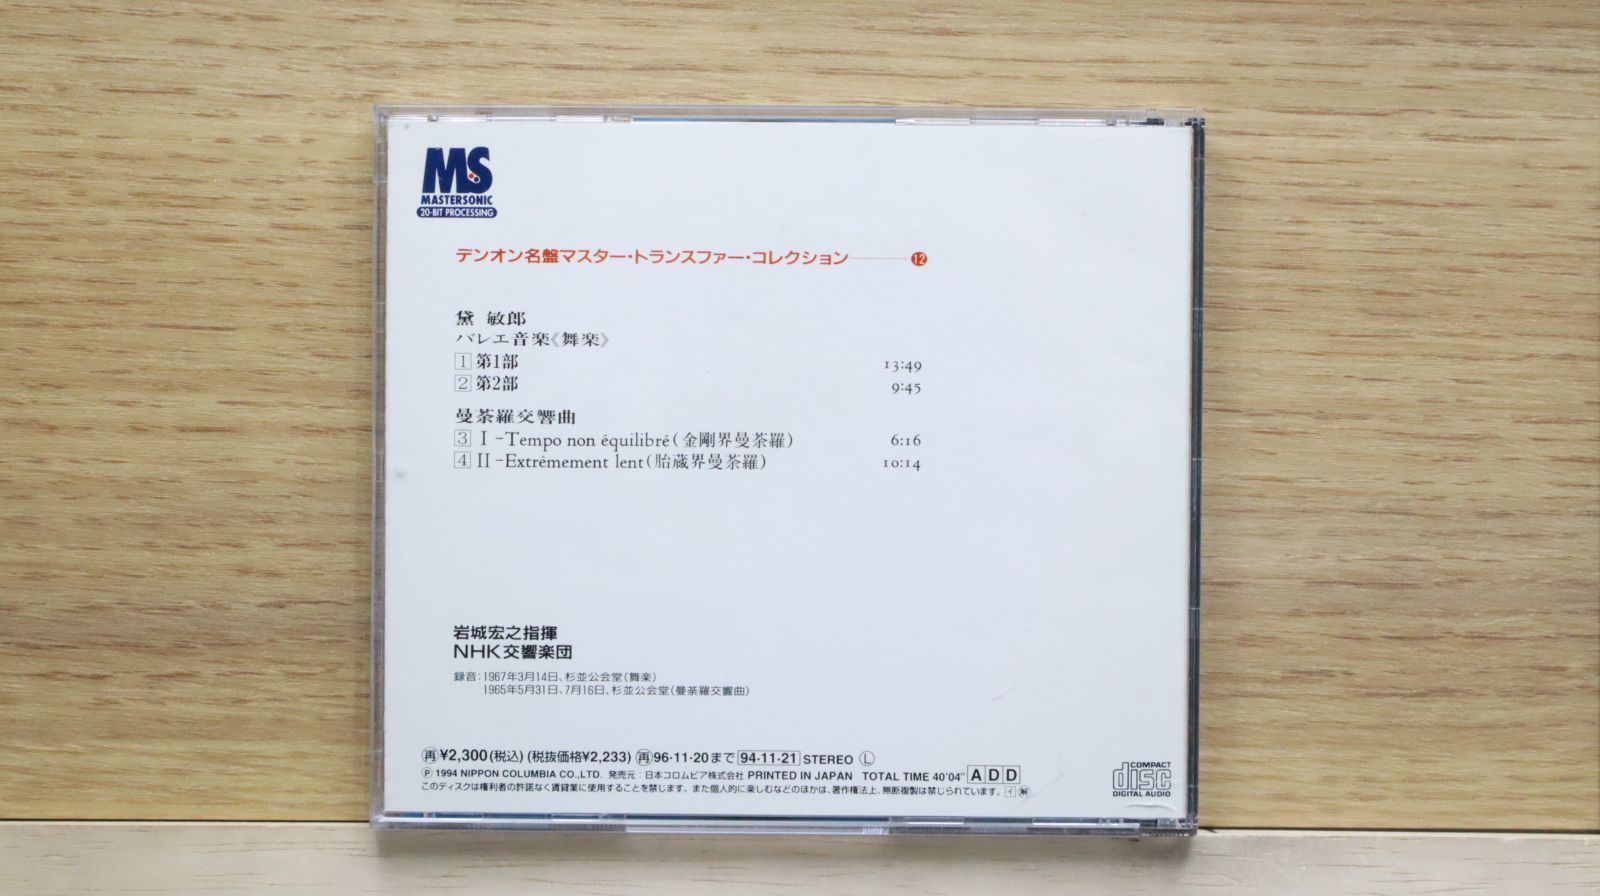 MS
MASTERSONIC
20-BIT PROCESSING
デンオン名盤マスター・トランスファー・コレクション 12
黛 敏郎
バレエ音楽《舞楽》
1 第1部 13:49
2 第2部 9:45
曼荼羅交響曲
3 I-Tempo non équilibré(金剛界曼荼羅) 6:16
4 II-Extrêmement lent(胎蔵界曼荼羅) 10:14
岩城宏之指揮
NHK交響楽団
録音:1967年3月14日、杉並公会堂(舞楽)
1965年5月31日、7月16日、杉並公会堂(曼荼羅交響曲)
再 ¥2,300(税込)(税抜価格¥2,233) 再 96・11・20まで 94・11・21 STEREO L
Ⓟ 1994 NIPPON COLUMBIA CO.,LTD. 発売元:日本コロムビア株式会社 PRINTED IN JAPAN TOTAL TIME 40'04" ADD
このディスクは権利者の許諾なく賃貸業に使用することを禁じます。また個人的に楽しむなどのほかは、著作権法上、無断複製は禁じられています。 イ 解
COMPACT
disc
DIGITAL AUDIO